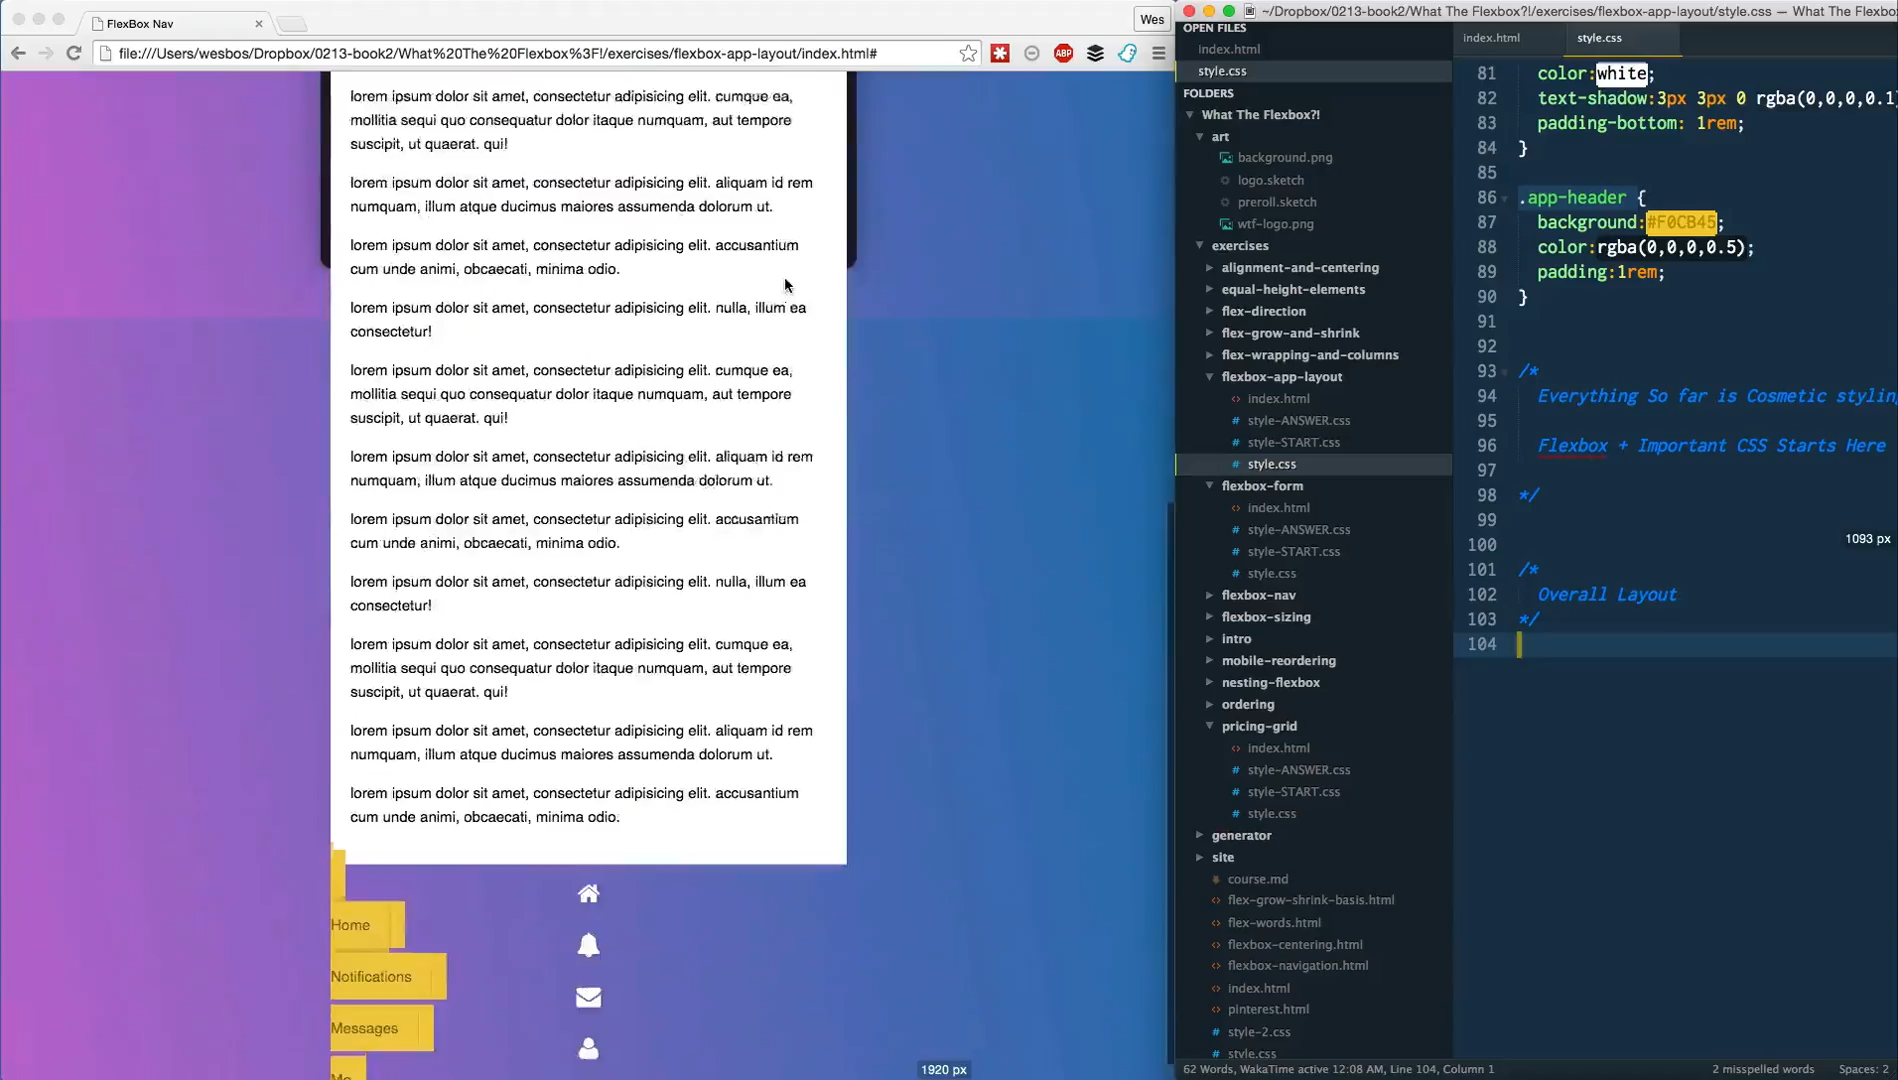 FlexBox Nav
Wes
file:///Users/wesbos/Dropbox/0213-book2/What%20The%20Flexbox%3F!/exercises/flexbox-app-layout/index.html#
ABP
lorem ipsum dolor sit amet, consectetur adipisicing elit. cumque ea,
mollitia sequi quo consequatur dolor itaque numquam, aut tempore
suscipit, ut quaerat. qui!
lorem ipsum dolor sit amet, consectetur adipisicing elit. aliquam id rem
numquam, illum atque ducimus maiores assumenda dolorum ut.
lorem ipsum dolor sit amet, consectetur adipisicing elit. accusantium
cum unde animi, obcaecati, minima odio.
lorem ipsum dolor sit amet, consectetur adipisicing elit. nulla, illum ea
consectetur!
lorem ipsum dolor sit amet, consectetur adipisicing elit. cumque ea,
mollitia sequi quo consequatur dolor itaque numquam, aut tempore
suscipit, ut quaerat. qui!
lorem ipsum dolor sit amet, consectetur adipisicing elit. aliquam id rem
numquam, illum atque ducimus maiores assumenda dolorum ut.
lorem ipsum dolor sit amet, consectetur adipisicing elit. accusantium
cum unde animi, obcaecati, minima odio.
lorem ipsum dolor sit amet, consectetur adipisicing elit. nulla, illum ea
consectetur!
lorem ipsum dolor sit amet, consectetur adipisicing elit. cumque ea,
mollitia sequi quo consequatur dolor itaque numquam, aut tempore
suscipit, ut quaerat. qui!
lorem ipsum dolor sit amet, consectetur adipisicing elit. aliquam id rem
numquam, illum atque ducimus maiores assumenda dolorum ut.
lorem ipsum dolor sit amet, consectetur adipisicing elit. accusantium
cum unde animi, obcaecati, minima odio.
Home
Notifications
Messages
Me
1920 px
~/Dropbox/0213-book2/What The Flexbox?!/exercises/flexbox-app-layout/style.css — What The Flexbo
OPEN FILES
index.html
style.css
FOLDERS
What The Flexbox?!
art
background.png
logo.sketch
preroll.sketch
wtf-logo.png
exercises
alignment-and-centering
equal-height-elements
flex-direction
flex-grow-and-shrink
flex-wrapping-and-columns
flexbox-app-layout
index.html
style-ANSWER.css
style-START.css
style.css
flexbox-form
index.html
style-ANSWER.css
style-START.css
style.css
flexbox-nav
flexbox-sizing
intro
mobile-reordering
nesting-flexbox
ordering
pricing-grid
index.html
style-ANSWER.css
style-START.css
style.css
generator
site
course.md
flex-grow-shrink-basis.html
flex-words.html
flexbox-centering.html
flexbox-navigation.html
index.html
pinterest.html
style-2.css
style.css
index.html
style.css
81 color:white;
82 text-shadow:3px 3px 0 rgba(0,0,0,0.1
83 padding-bottom: 1rem;
84 }
85
86 .app-header {
87 background:#F0CB45;
88 color:rgba(0,0,0,0.5);
89 padding:1rem;
90 }
91
92
93 /*
94 Everything So far is Cosmetic styling
95
96 Flexbox + Important CSS Starts Here
97
98 */
99
100
1093 px
101 /*
102 Overall Layout
103 */
104
62 Words, WakaTime active 12:08 AM, Line 104, Column 1
2 misspelled words
Spaces: 2